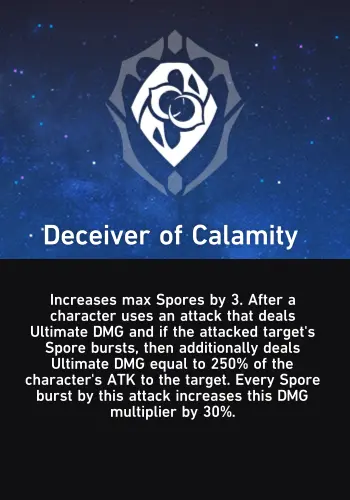 Deceiver of Calamity
Increases max Spores by 3. After a
character uses an attack that deals
Ultimate DMG and if the attacked target's
Spore bursts, then additionally deals
Ultimate DMG equal to 250% of the
character's ATK to the target. Every Spore
burst by this attack increases this DMG
multiplier by 30%.